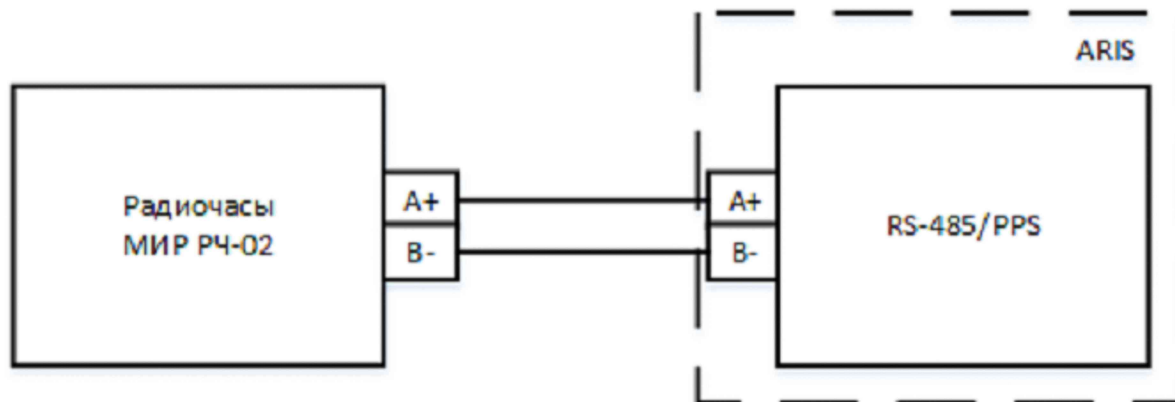 ARIS
Радиочасы
МИР РЧ-02
A+
B-
A+
B-
RS-485/PPS